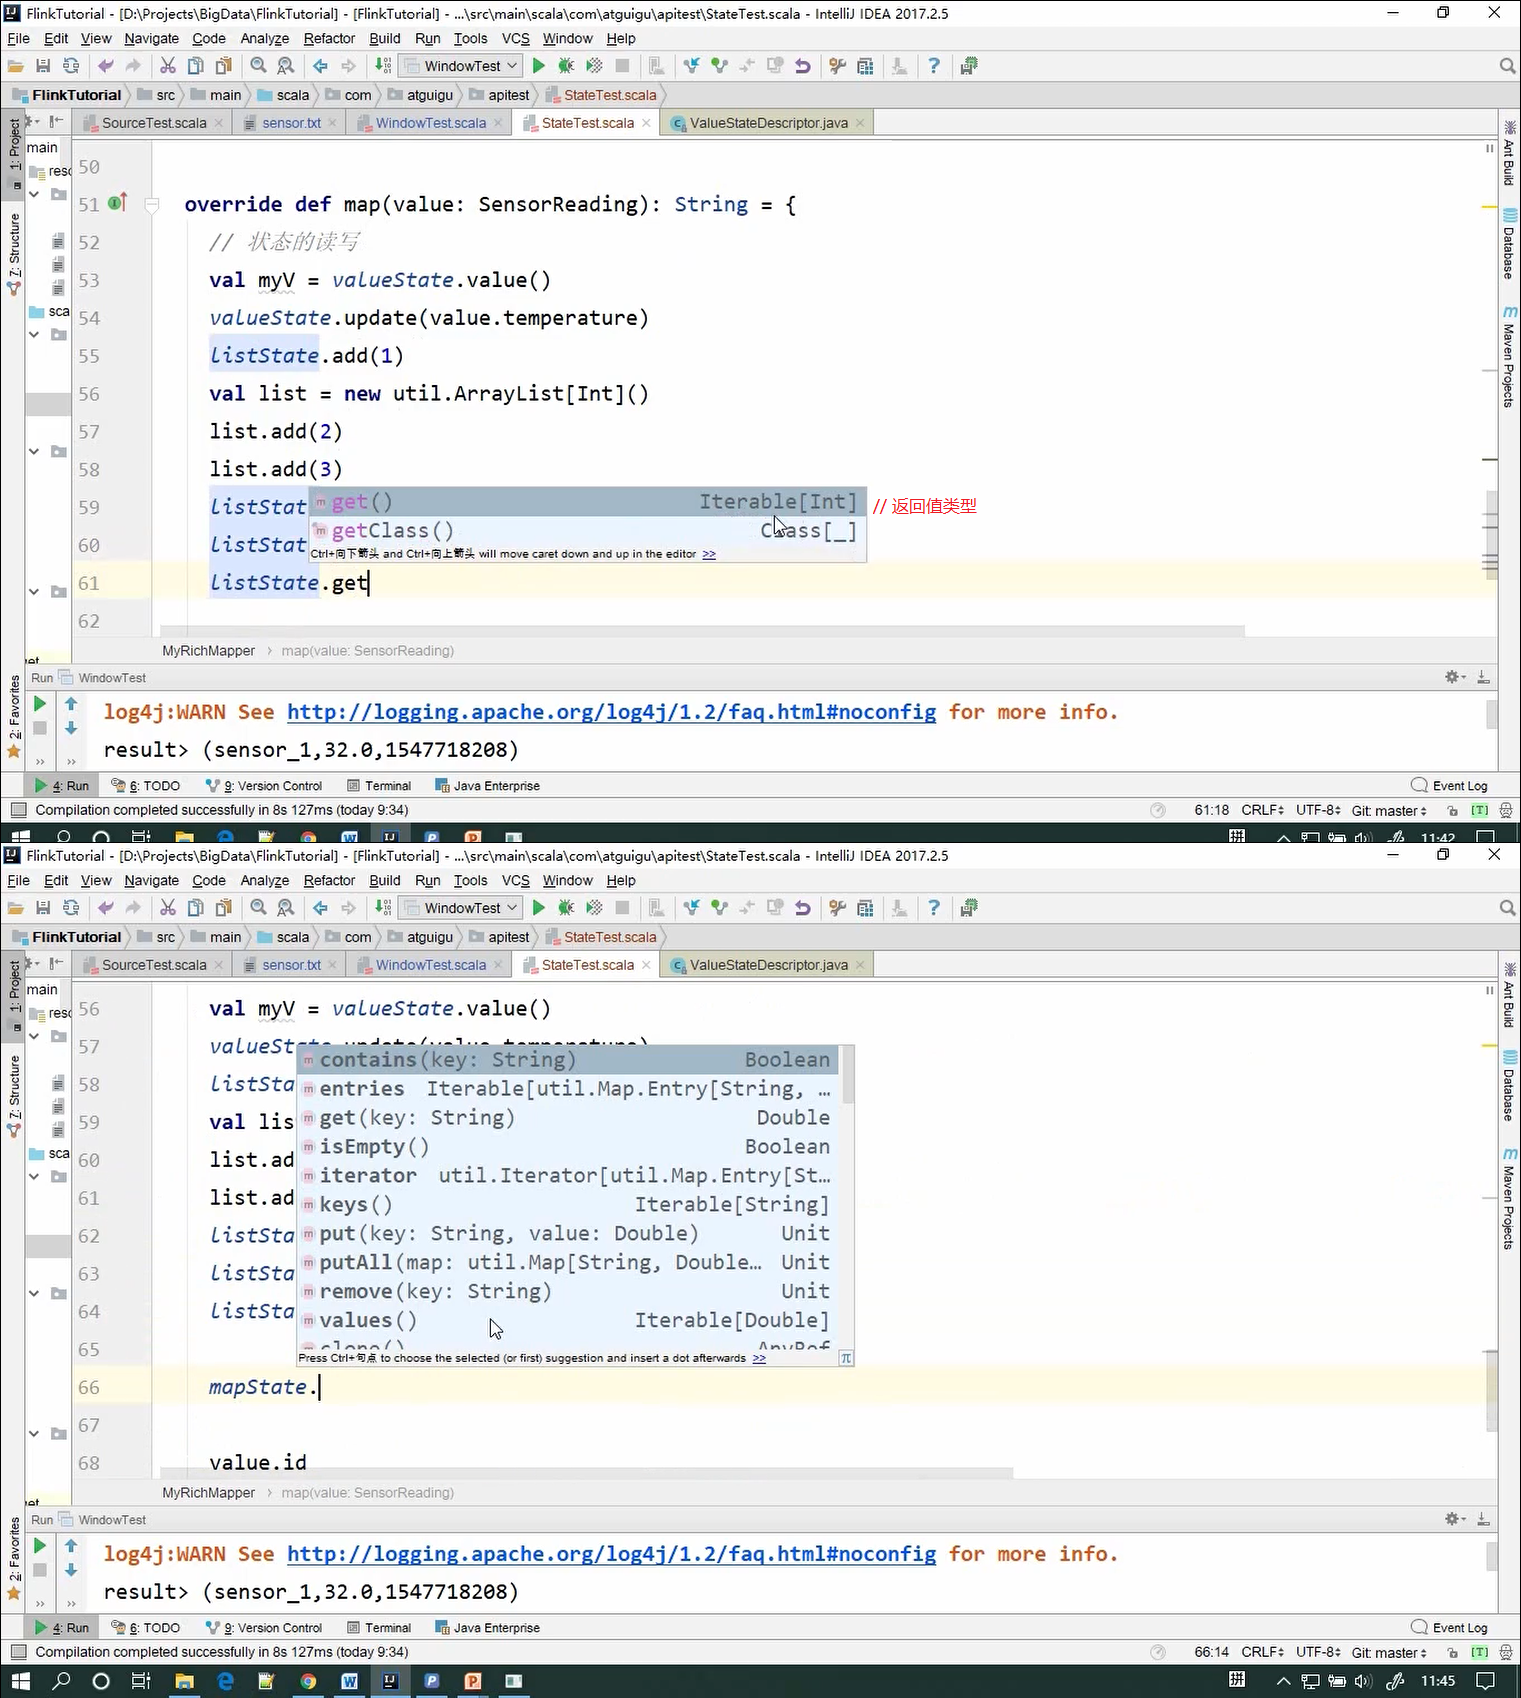 FlinkTutorial - [D:\Projects\BigData\FlinkTutorial] - [FlinkTutorial] - ...\src\main\scala\com\atguigu\apitest\StateTest.scala - IntelliJ IDEA 2017.2.5
File Edit View Navigate Code Analyze Refactor Build Run Tools VCS Window Help
WindowTest
FlinkTutorial src main scala com atguigu apitest StateTest.scala
SourceTest.scala sensor.txt WindowTest.scala StateTest.scala ValueStateDescriptor.java
1: Project
7: Structure
2: Favorites
main
resc
sca
Ant Build
Database
Maven Projects
50
51 override def map(value: SensorReading): String = {
52 // 状态的读写
53 val myV = valueState.value()
54 valueState.update(value.temperature)
55 listState.add(1)
56 val list = new util.ArrayList[Int]()
57 list.add(2)
58 list.add(3)
59 listStat
get() Iterable[Int] // 返回值类型
getClass() Class[_]
60 listStat
Ctrl+向下箭头 and Ctrl+向上箭头 will move caret down and up in the editor >>
61 listState.get
62
MyRichMapper › map(value: SensorReading)
Run WindowTest
log4j:WARN See http://logging.apache.org/log4j/1.2/faq.html#noconfig for more info.
result> (sensor_1,32.0,1547718208)
4: Run 6: TODO 9: Version Control Terminal Java Enterprise Event Log
Compilation completed successfully in 8s 127ms (today 9:34) 61:18 CRLF UTF-8 Git: master [T]
11:42
FlinkTutorial - [D:\Projects\BigData\FlinkTutorial] - [FlinkTutorial] - ...\src\main\scala\com\atguigu\apitest\StateTest.scala - IntelliJ IDEA 2017.2.5
File Edit View Navigate Code Analyze Refactor Build Run Tools VCS Window Help
WindowTest
FlinkTutorial src main scala com atguigu apitest StateTest.scala
SourceTest.scala sensor.txt WindowTest.scala StateTest.scala ValueStateDescriptor.java
1: Project
7: Structure
2: Favorites
main
resc
sca
Ant Build
Database
Maven Projects
56 val myV = valueState.value()
57 valueState.update(value.temperature)
58 listSta
59 val lis
60 list.ad
61 list.ad
62 listSta
63 listSta
64 listSta
65
contains(key: String) Boolean
entries Iterable[util.Map.Entry[String, …
get(key: String) Double
isEmpty() Boolean
iterator util.Iterator[util.Map.Entry[St…
keys() Iterable[String]
put(key: String, value: Double) Unit
putAll(map: util.Map[String, Double… Unit
remove(key: String) Unit
values() Iterable[Double]
clone() AnyRef
Press Ctrl+句点 to choose the selected (or first) suggestion and insert a dot afterwards >> π
66 mapState.
67
68 value.id
MyRichMapper › map(value: SensorReading)
Run WindowTest
log4j:WARN See http://logging.apache.org/log4j/1.2/faq.html#noconfig for more info.
result> (sensor_1,32.0,1547718208)
4: Run 6: TODO 9: Version Control Terminal Java Enterprise Event Log
Compilation completed successfully in 8s 127ms (today 9:34) 66:14 CRLF UTF-8 Git: master [T]
拼 11:45